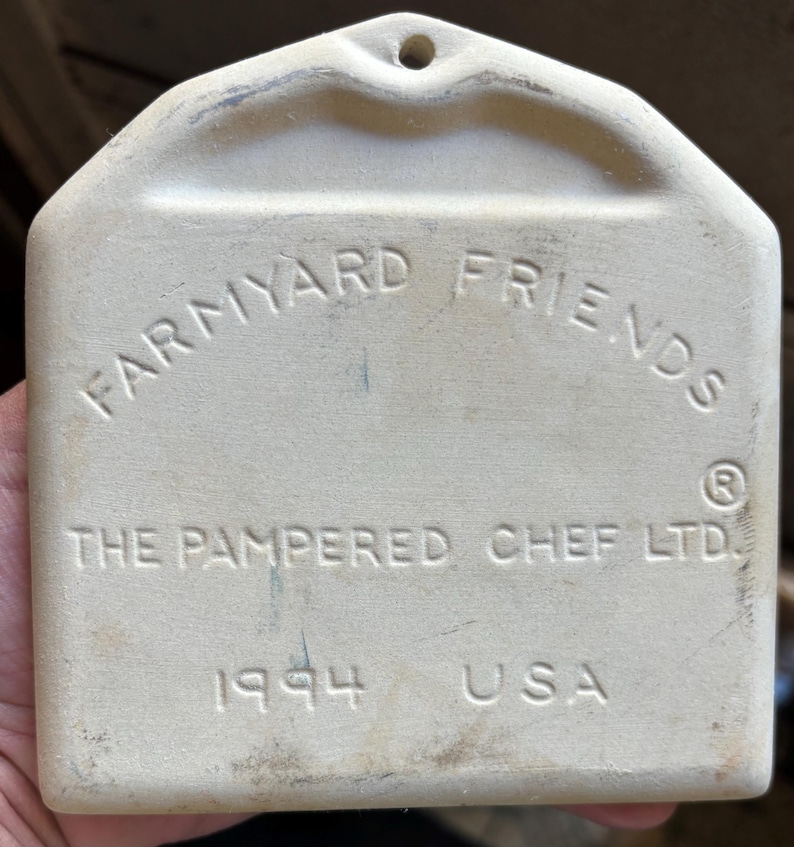 FARMYARD FRIENDS
®
THE PAMPERED CHEF LTD.
1994 USA